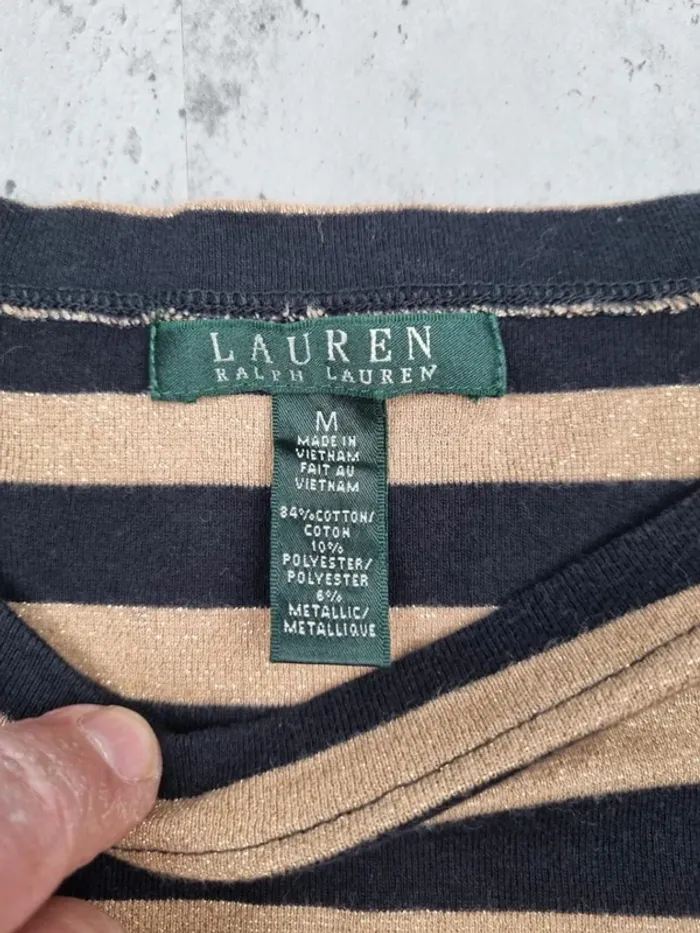 LAUREN
RALPH LAUREN
M
MADE IN
VIETNAM
FAIT AU
VIETNAM
84%COTTON/
COTON
10%
POLYESTER/
POLYESTER
6%
METALLIC/
METALLIQUE